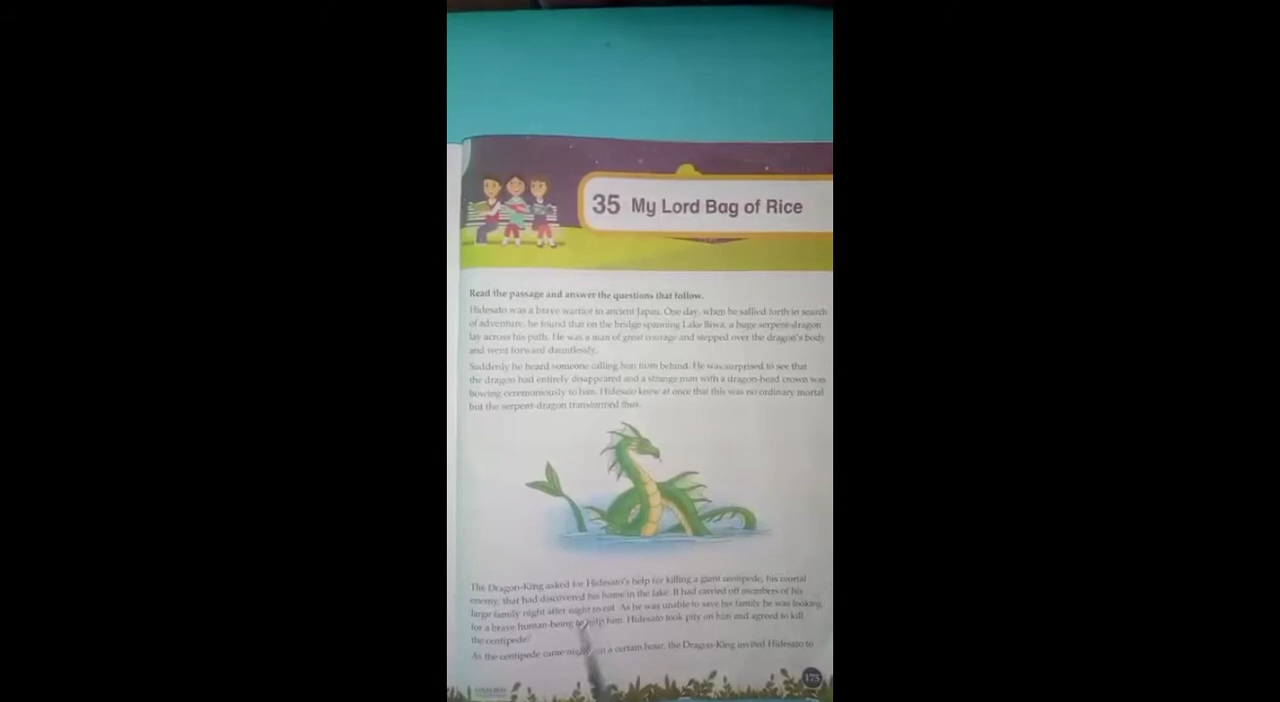 35 My Lord Bag of Rice
Read the passage and answer the questions that follow.
Hidesato was a brave warrior in ancient Japan. One day, when he sallied forth in search
of adventure, he found that on the bridge spanning Lake Biwa, a huge serpent-dragon
lay across his path. He was a man of great courage and stepped over the dragon's body
and went forward dauntlessly.
Suddenly he heard someone calling him from behind. He was surprised to see that
the dragon had entirely disappeared and a strange man with a dragon-head crown was
bowing ceremoniously to him. Hidesato knew at once that this was no ordinary mortal
but the serpent-dragon transformed thus.
The Dragon-King asked for Hidesato's help for killing a giant centipede, his mortal
enemy, that had discovered his home in the lake. It had carried off members of his
large family night after night to eat. As he was unable to save his family he was looking
for a brave human-being to help him. Hidesato took pity on him and agreed to kill
the centipede.
As the centipede came at a certain hour, the Dragon-King invited Hidesato to
175